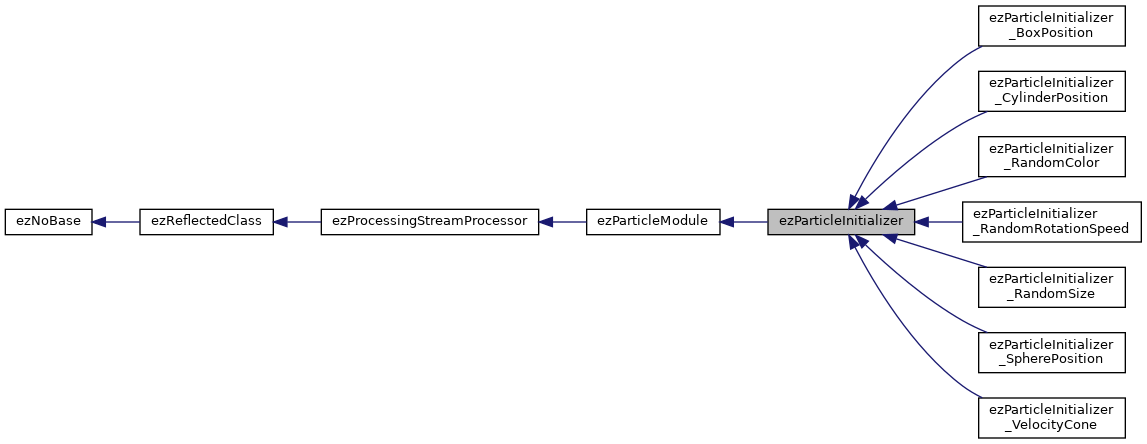 ezNoBase
ezReflectedClass
ezProcessingStreamProcessor
ezParticleModule
ezParticleInitializer
ezParticleInitializer
_BoxPosition
ezParticleInitializer
_CylinderPosition
ezParticleInitializer
_RandomColor
ezParticleInitializer
_RandomRotationSpeed
ezParticleInitializer
_RandomSize
ezParticleInitializer
_SpherePosition
ezParticleInitializer
_VelocityCone